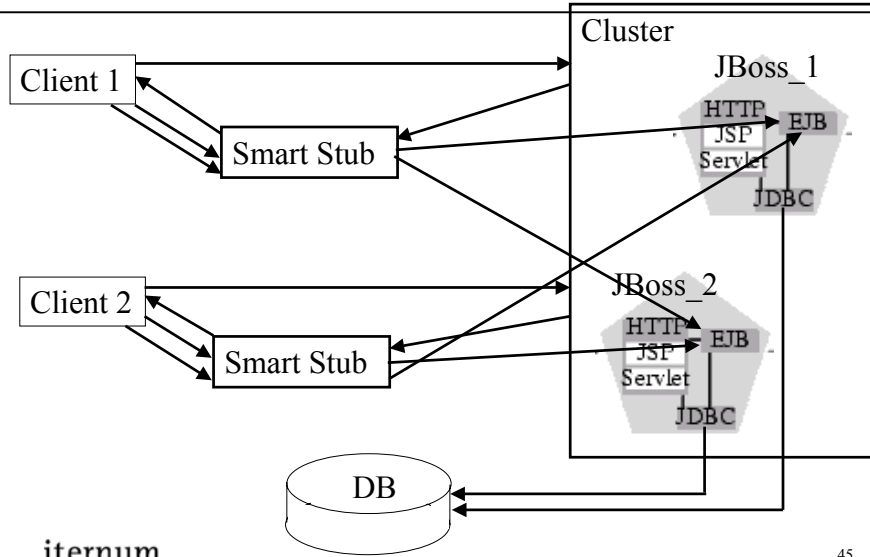 Cluster
JBoss_1
Client 1
HTTP
EJB
JSP
Smart Stub
Servlet
JDBC
JBoss_2
Client 2
HTTP
EJB
JSP
Smart Stub
Servlet
JDBC
DB
iternum
45